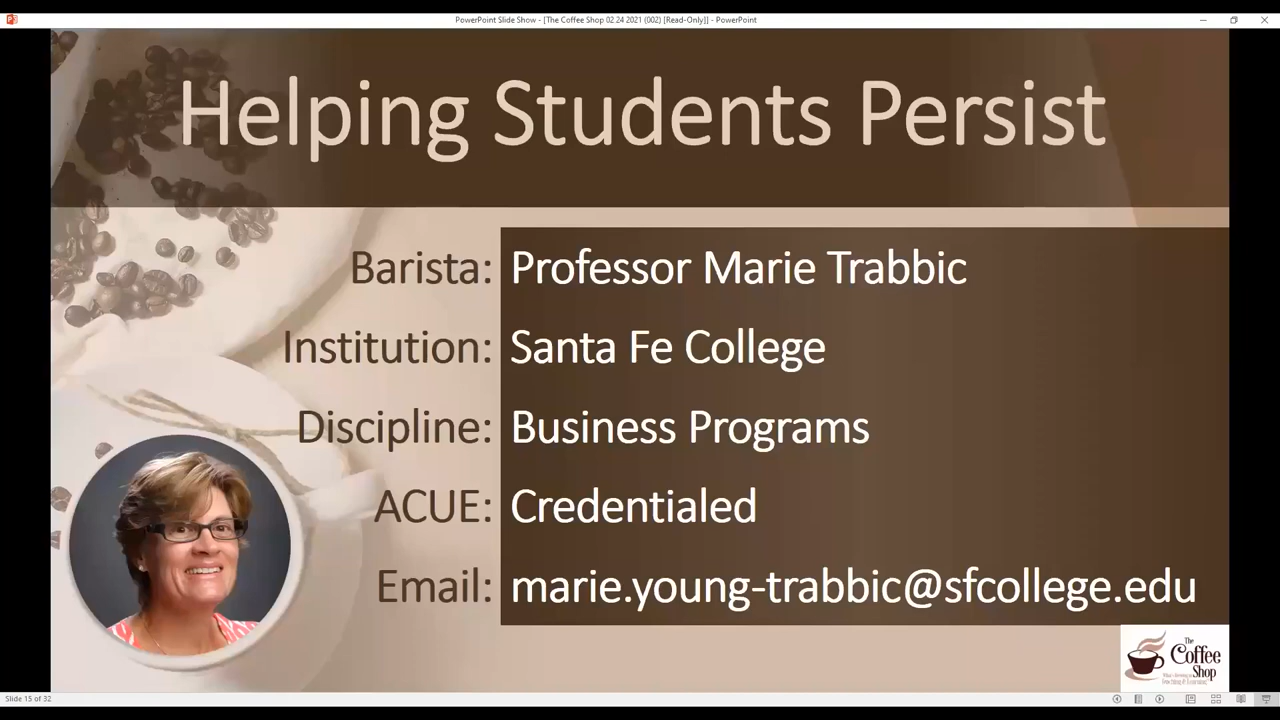 PowerPoint Slide Show - [The Coffee Shop 02 24 2021 (002) [Read-Only]] - PowerPoint
Helping Students Persist
Barista: Professor Marie Trabbic
Institution: Santa Fe College
Discipline: Business Programs
ACUE: Credentialed
Email: marie.young-trabbic@sfcollege.edu
The
Coffee
Shop
Slide 15 of 32